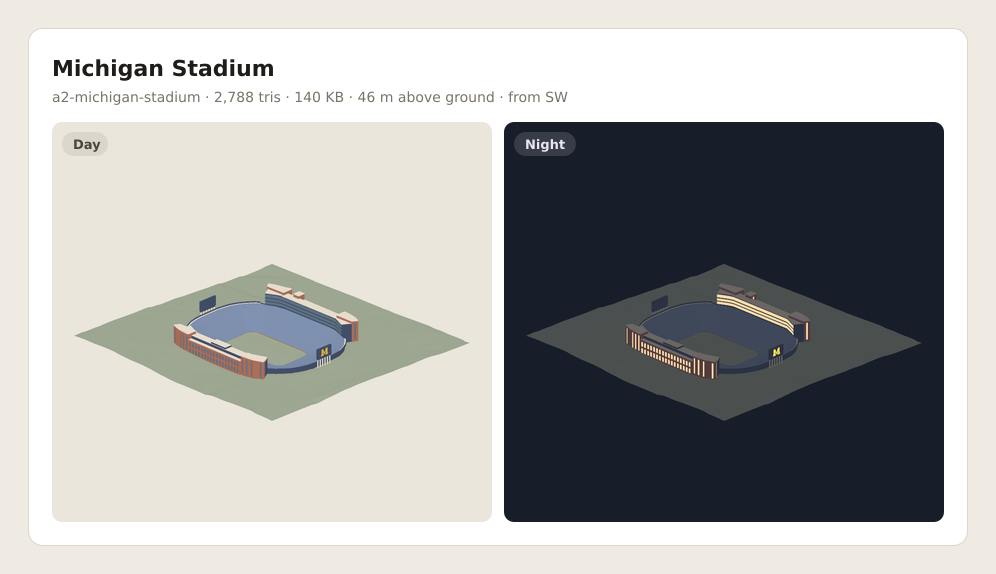 Michigan Stadium
a2-michigan-stadium · 2,788 tris · 140 KB · 46 m above ground · from SW
Day
Night
M
M